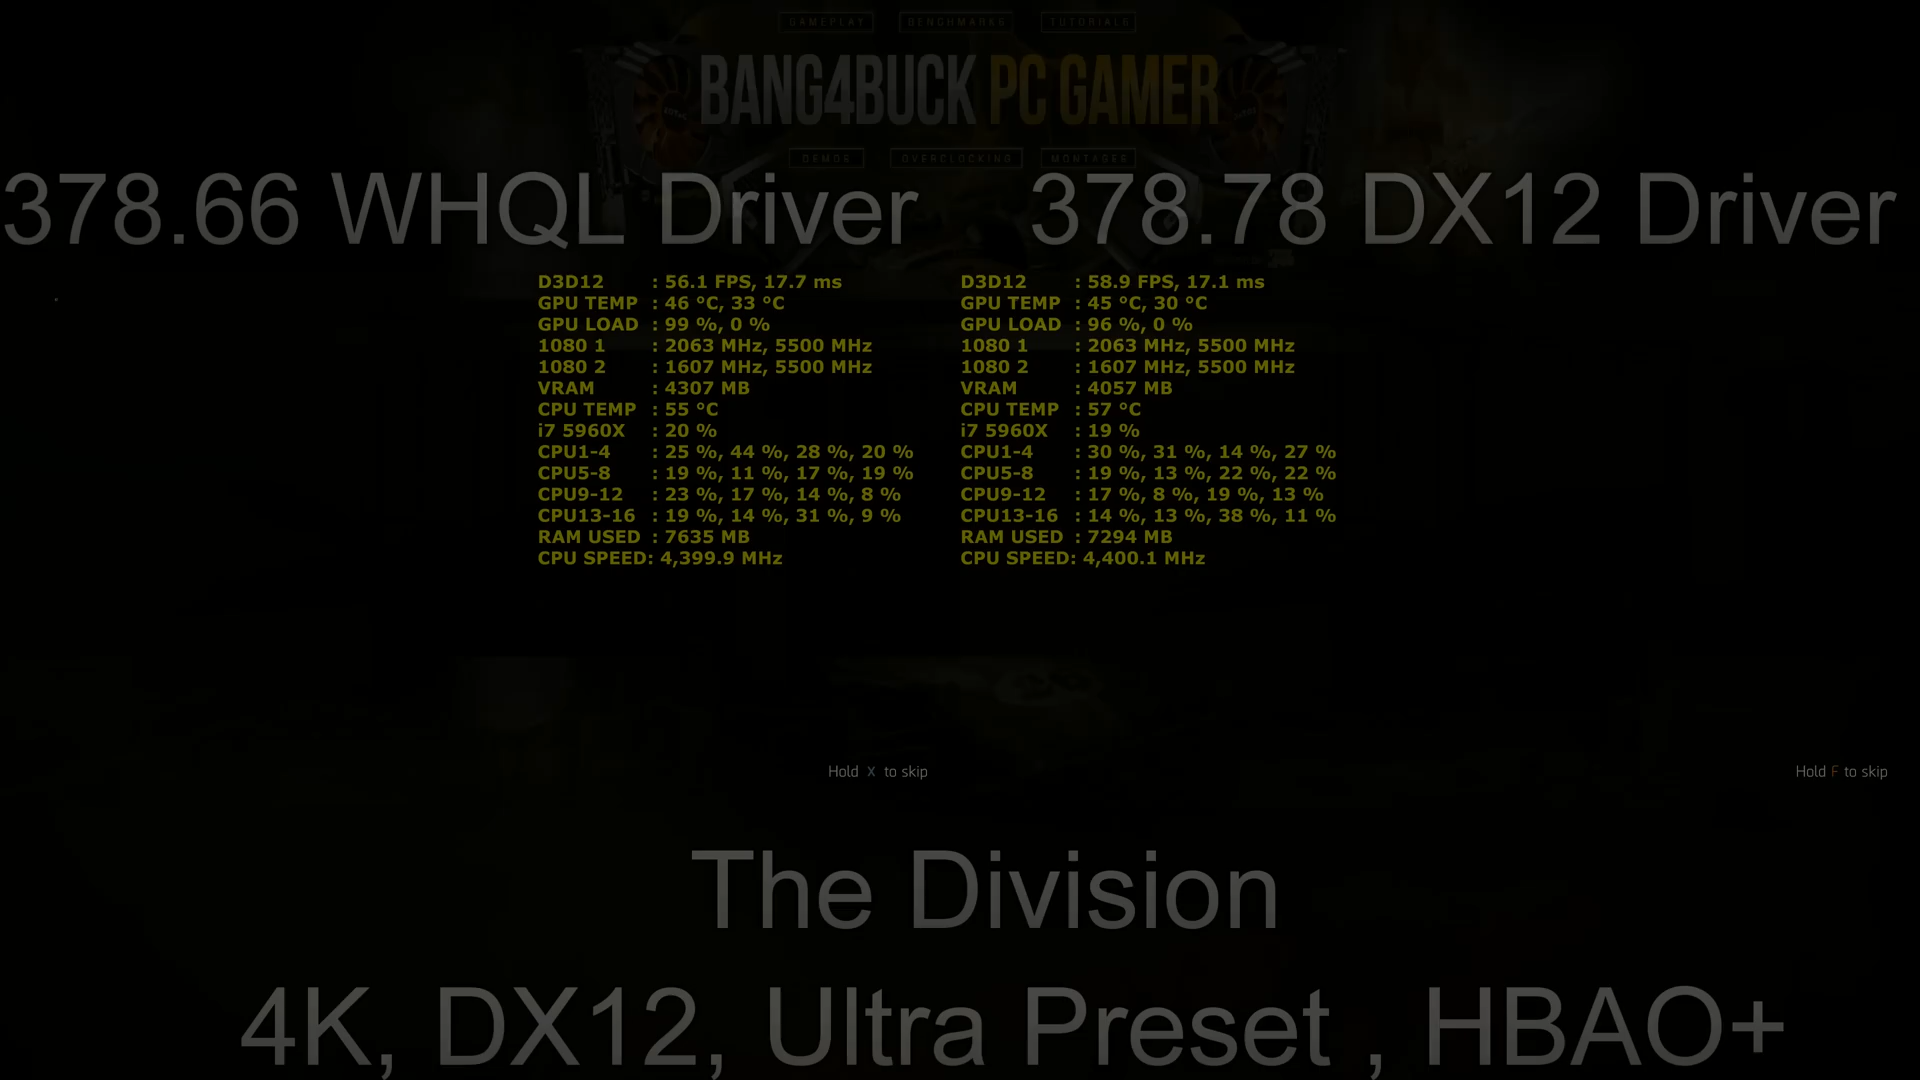 GAMEPLAY BENCHMARKS TUTORIALS
BANG4BUCK PC GAMER
DEMOS OVERCLOCKING MONTAGES
378.66 WHQL Driver
378.78 DX12 Driver
D3D12 : 56.1 FPS, 17.7 ms
GPU TEMP : 46 °C, 33 °C
GPU LOAD : 99 %, 0 %
1080 1 : 2063 MHz, 5500 MHz
1080 2 : 1607 MHz, 5500 MHz
VRAM : 4307 MB
CPU TEMP : 55 °C
i7 5960X : 20 %
CPU1-4 : 25 %, 44 %, 28 %, 20 %
CPU5-8 : 19 %, 11 %, 17 %, 19 %
CPU9-12 : 23 %, 17 %, 14 %, 8 %
CPU13-16 : 19 %, 14 %, 31 %, 9 %
RAM USED : 7635 MB
CPU SPEED: 4,399.9 MHz
D3D12 : 58.9 FPS, 17.1 ms
GPU TEMP : 45 °C, 30 °C
GPU LOAD : 96 %, 0 %
1080 1 : 2063 MHz, 5500 MHz
1080 2 : 1607 MHz, 5500 MHz
VRAM : 4057 MB
CPU TEMP : 57 °C
i7 5960X : 19 %
CPU1-4 : 30 %, 31 %, 14 %, 27 %
CPU5-8 : 19 %, 13 %, 22 %, 22 %
CPU9-12 : 17 %, 8 %, 19 %, 13 %
CPU13-16 : 14 %, 13 %, 38 %, 11 %
RAM USED : 7294 MB
CPU SPEED: 4,400.1 MHz
Hold X to skip
Hold F to skip
The Division
4K, DX12, Ultra Preset , HBAO+